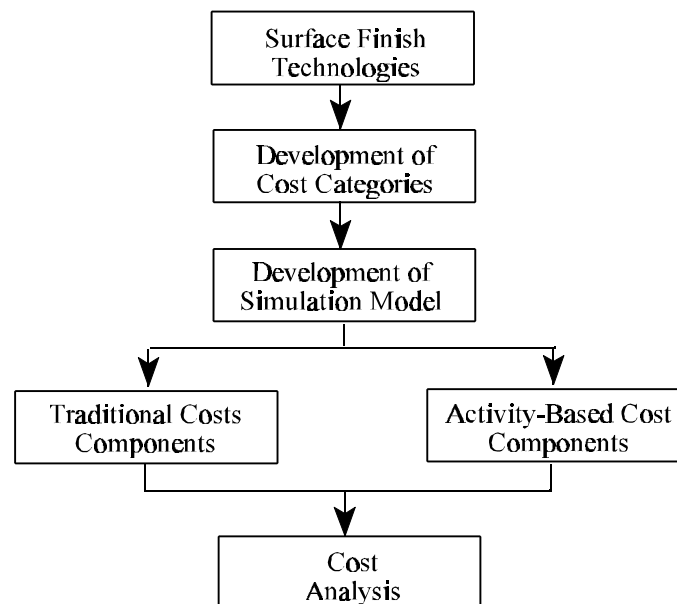 Surface Finish
Technologies
Development of
Cost Categories
Development of
Simulation Model
Traditional Costs
Components
Activity-Based Cost
Components
Cost
Analysis